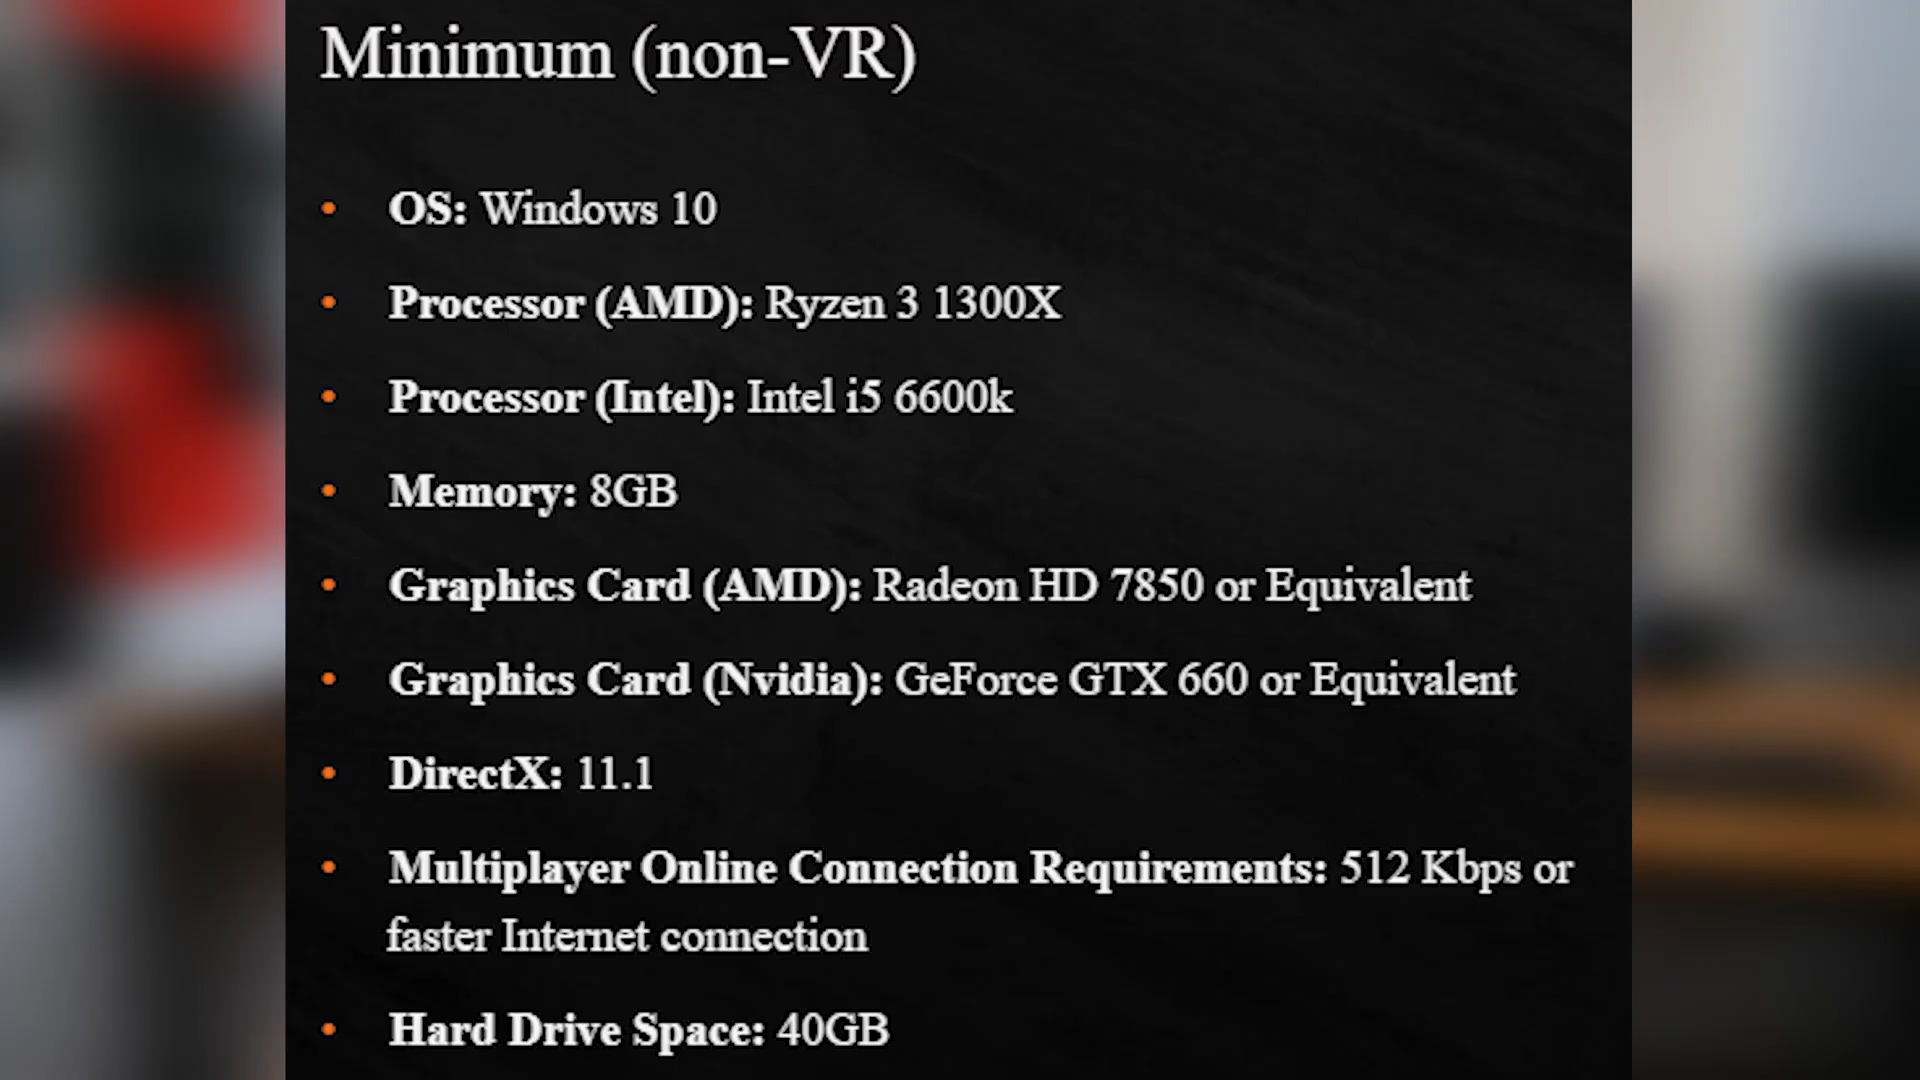 Minimum (non-VR)
• OS: Windows 10
• Processor (AMD): Ryzen 3 1300X
• Processor (Intel): Intel i5 6600k
• Memory: 8GB
• Graphics Card (AMD): Radeon HD 7850 or Equivalent
• Graphics Card (Nvidia): GeForce GTX 660 or Equivalent
• DirectX: 11.1
• Multiplayer Online Connection Requirements: 512 Kbps or
faster Internet connection
• Hard Drive Space: 40GB